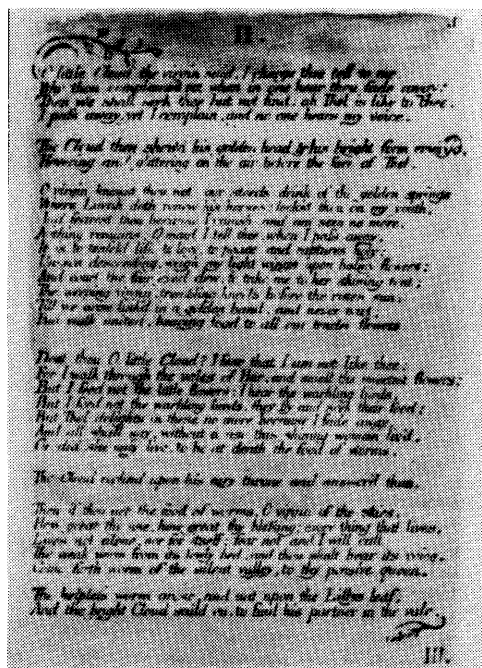 II.
O little Cloud the virgin said, I charge thee tell to me
Why thou complainest not when in one hour thou fade away:
Then we shall seek thee but not find; ah Thel is like to thee.
I pass away, yet I complain, and no one hears my voice.
The Cloud then shew'd his golden head & his bright form emerg'd,
Hovering and glittering on the air before the face of Thel.
O virgin know'st thou not our steeds drink of the golden springs
Where Luvah doth renew his horses: look'st thou on my youth,
And fearest thou because I vanish and am seen no more.
Nothing remains; O maid I tell thee, when I pass away,
It is to tenfold life, to love, to peace, and raptures holy:
Unseen descending, weigh my light wings upon balmy flowers:
And court the fair eyed dew, to take me to her shining tent;
The weeping virgin, trembling kneels before the risen sun,
Till we arise link'd in a golden band, and never part;
But walk united, bearing food to all our tender flowers
Dost thou O little Cloud? I fear that I am not like thee;
For I walk through the vales of Har, and smell the sweetest flowers;
But I feed not the little flowers: I hear the warbling birds,
But I feed not the warbling birds, they fly and seek their food;
But Thel delights in these no more because I fade away,
And all shall say, without a use this shining woman liv'd,
Or did she only live, to be at death the food of worms.
The Cloud reclind upon his airy throne and answer'd thus.
Then if thou art the food of worms, O virgin of the skies,
How great thy use, how great thy blessing; every thing that lives,
Lives not alone, nor for itself: fear not and I will call
The weak worm from its lowly bed, and thou shalt hear its voice.
Come forth worm of the silent valley, to thy pensive queen.
The helpless worm arose, and sat upon the Lillys leaf,
And the bright Cloud saild on, to find his partner in the vale.
III.